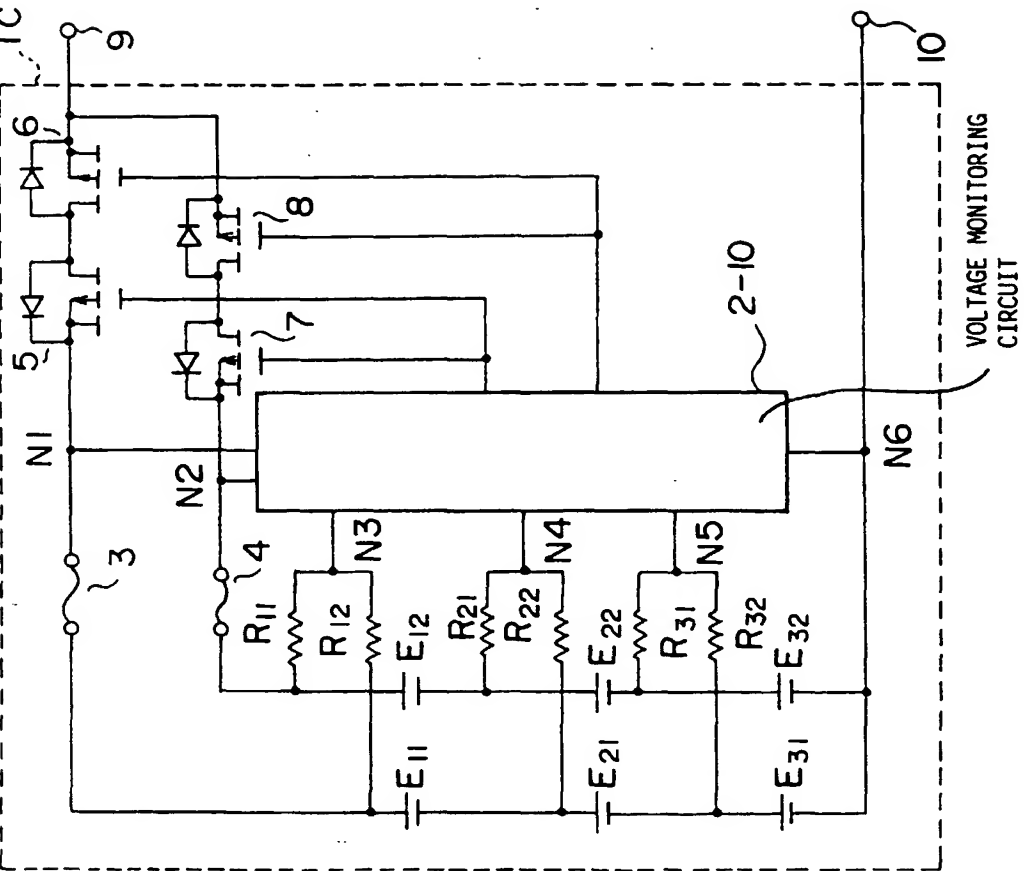 1C
9
6
5
8
7
N1
N2
3
4
2-10
N3
N4
N5
N6
10
R11
R12
E12
R21
R22
E22
R31
R32
E32
E11
E21
E31
VOLTAGE MONITORING
CIRCUIT